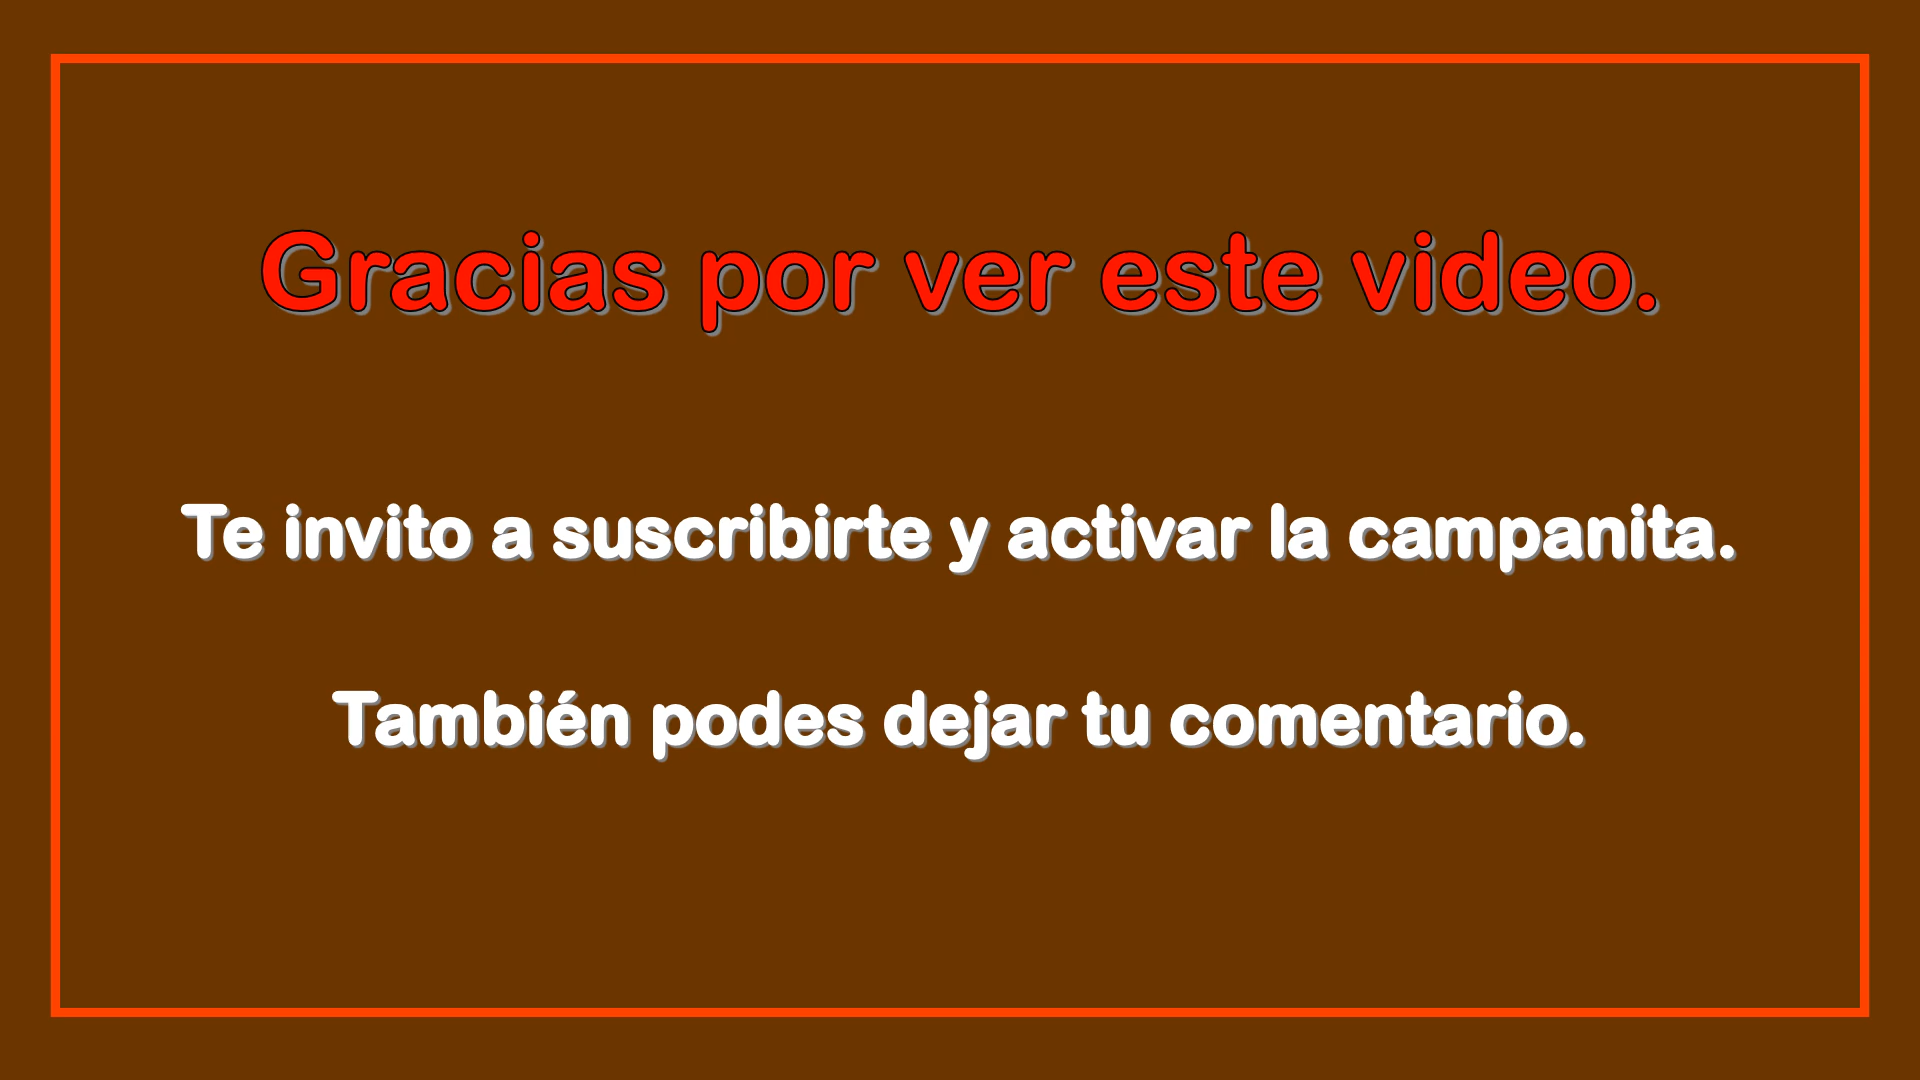 Gracias por ver este video.
Te invito a suscribirte y activar la campanita.
También podes dejar tu comentario.